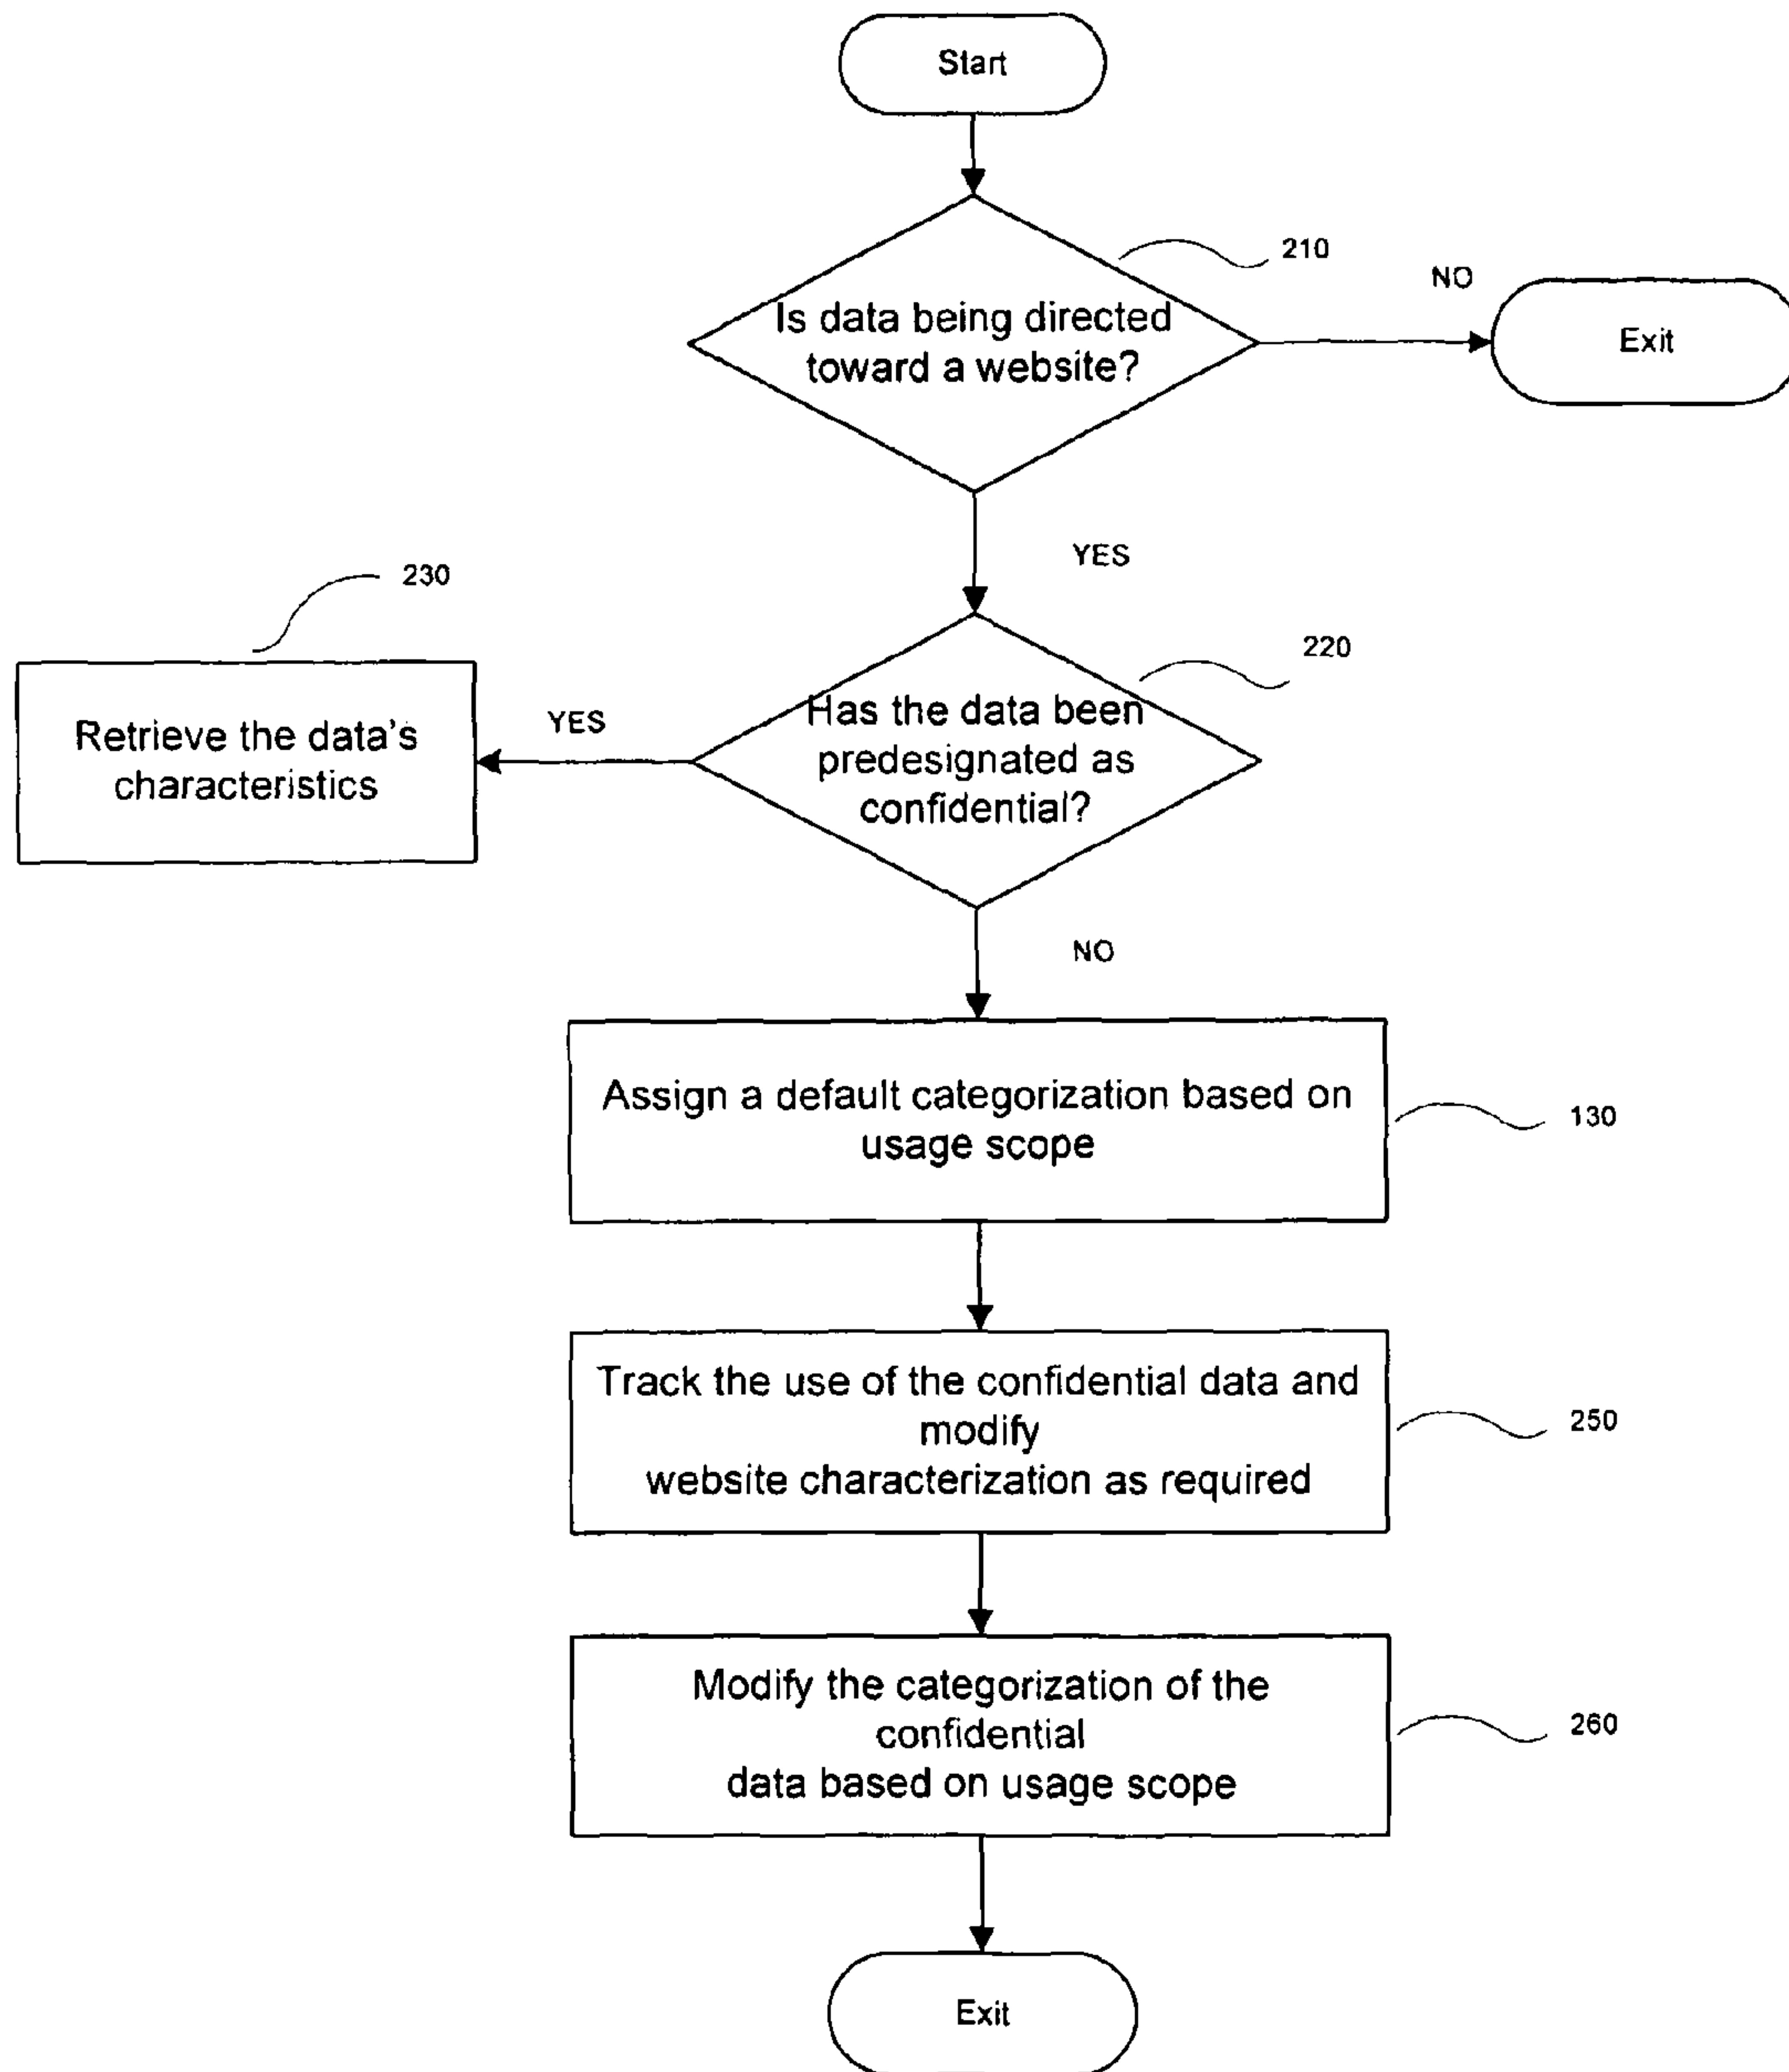 Start
210
Is data being directed
toward a website?
NO
Exit
YES
230
220
Retrieve the data's
characteristics
YES
Has the data been
predesignated as
confidential?
NO
Assign a default categorization based on
usage scope
130
Track the use of the confidential data and
modify
website characterization as required
250
Modify the categorization of the
confidential
data based on usage scope
260
Exit